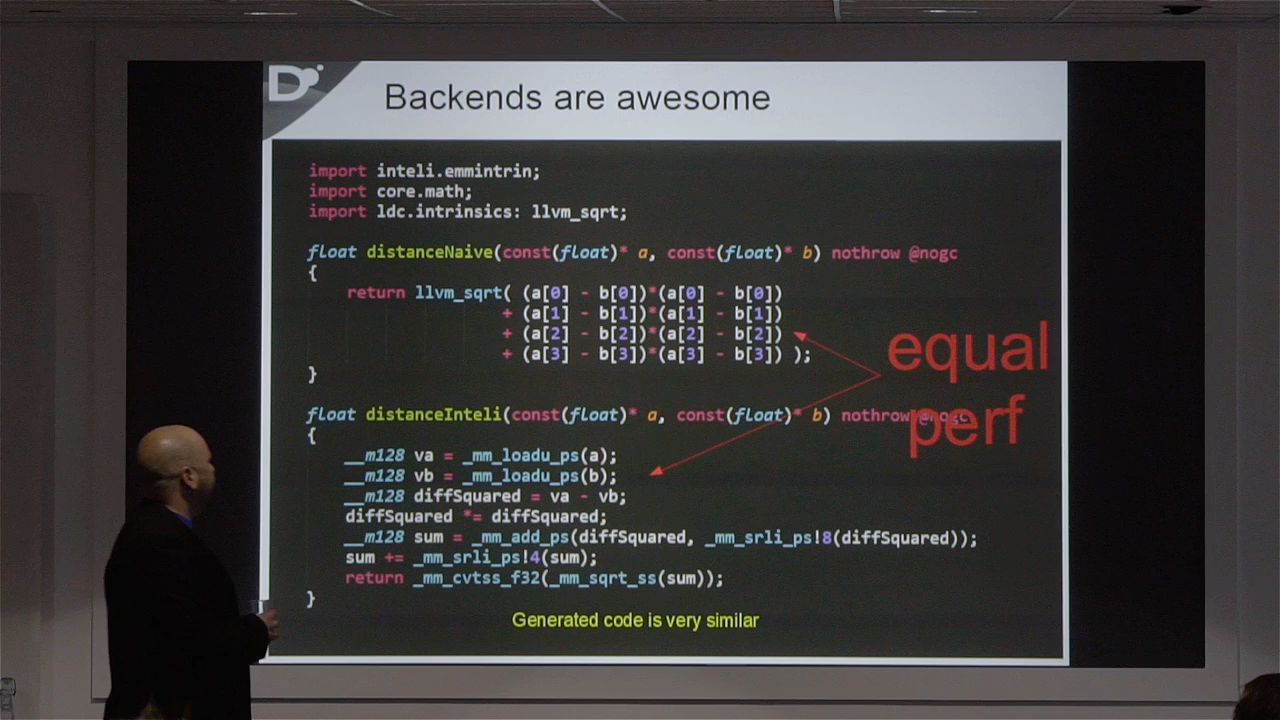 D
Backends are awesome
import inteli.emmintrin;
import core.math;
import ldc.intrinsics: llvm_sqrt;
float distanceNaive(const(float)* a, const(float)* b) nothrow @nogc
{
return llvm_sqrt( (a[0] - b[0])*(a[0] - b[0])
+ (a[1] - b[1])*(a[1] - b[1])
+ (a[2] - b[2])*(a[2] - b[2])
+ (a[3] - b[3])*(a[3] - b[3]) );
}
equal
perf
float distanceInteli(const(float)* a, const(float)* b) nothrow @nogc
{
__m128 va = _mm_loadu_ps(a);
__m128 vb = _mm_loadu_ps(b);
__m128 diffSquared = va - vb;
diffSquared *= diffSquared;
__m128 sum = _mm_add_ps(diffSquared, _mm_srli_ps!8(diffSquared));
sum += _mm_srli_ps!4(sum);
return _mm_cvtss_f32(_mm_sqrt_ss(sum));
}
Generated code is very similar